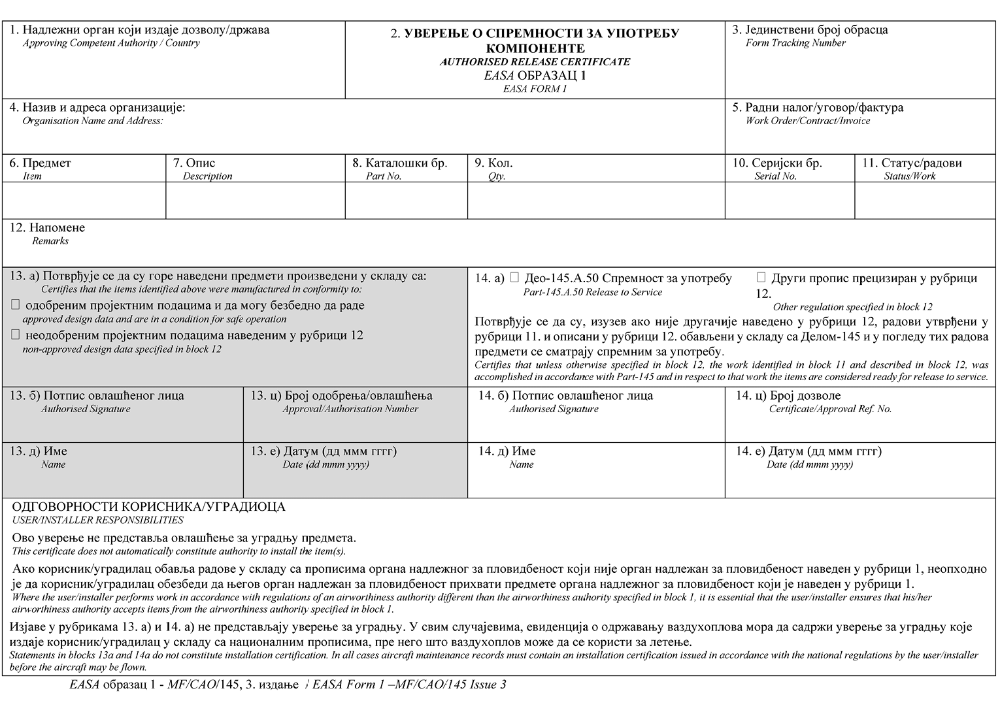 1. Надлежни орган који издаје дозволу/држава
Approving Competent Authority / Country
2. УВЕРЕЊЕ О СПРЕМНОСТИ ЗА УПОТРЕБУ
КОМПОНЕНТЕ
AUTHORISED RELEASE CERTIFICATE
EASA ОБРАЗАЦ 1
EASA FORM 1
3. Јединствени број обрасца
Form Tracking Number
4. Назив и адреса организације:
Organisation Name and Address:
5. Радни налог/уговор/фактура
Work Order/Contract/Invoice
6. Предмет
Item
7. Опис
Description
8. Каталошки бр.
Part No.
9. Кол.
Qty.
10. Серијски бр.
Serial No.
11. Статус/радови
Status/Work
12. Напомене
Remarks
13. а) Потврђује се да су горе наведени предмети произведени у складу са:
Certifies that the items identified above were manufactured in conformity to:
☐ одобреним пројектним подацима и да могу безбедно да раде
approved design data and are in a condition for safe operation
☐ неодобреним пројектним подацима наведеним у рубрици 12
non-approved design data specified in block 12
14. а) ☐ Део-145.А.50 Спремност за употребу
Part-145.A.50 Release to Service
☐ Други пропис прецизиран у рубрици
12.
Other regulation specified in block 12
Потврђује се да су, изузев ако није другачије наведено у рубрици 12, радови утврђени у
рубрици 11. и описани у рубрици 12. обављени у складу са Делом-145 и у погледу тих радова
предмети се сматрају спремним за употребу.
Certifies that unless otherwise specified in block 12, the work identified in block 11 and described in block 12, was
accomplished in accordance with Part-145 and in respect to that work the items are considered ready for release to service.
13. б) Потпис овлашћеног лица
Authorised Signature
13. ц) Број одобрења/овлашћења
Approval/Authorisation Number
14. б) Потпис овлашћеног лица
Authorised Signature
14. ц) Број дозволе
Certificate/Approval Ref. No.
13. д) Име
Name
13. е) Датум (дд ммм гггг)
Date (dd mmm yyyy)
14. д) Име
Name
14. е) Датум (дд ммм гггг)
Date (dd mmm yyyy)
ОДГОВОРНОСТИ КОРИСНИКА/УГРАДИОЦА
USER/INSTALLER RESPONSIBILITIES
Ово уверење не представља овлашћење за уградњу предмета.
This certificate does not automatically constitute authority to install the item(s).
Ако корисник/уградилац обавља радове у складу са прописима органа надлежног за пловидбеност који није орган надлежан за пловидбеност наведен у рубрици 1, неопходно
је да корисник/уградилац обезбеди да његов орган надлежан за пловидбеност прихвати предмете органа надлежног за пловидбеност који је наведен у рубрици 1.
Where the user/installer performs work in accordance with regulations of an airworthiness authority different than the airworthiness authority specified in block 1, it is essential that the user/installer ensures that his/her
airworthiness authority accepts items from the airworthiness authority specified in block 1.
Изјаве у рубрикама 13. а) и 14. а) не представљају уверење за уградњу. У свим случајевима, евиденција о одржавању ваздухоплова мора да садржи уверење за уградњу које
издаје корисник/уградилац у складу са националним прописима, пре него што ваздухоплов може да се користи за летење.
Statements in blocks 13a and 14a do not constitute installation certification. In all cases aircraft maintenance records must contain an installation certification issued in accordance with the national regulations by the user/installer
before the aircraft may be flown.
EASA образац 1 - MF/CAO/145, 3. издање / EASA Form 1 –MF/CAO/145 Issue 3